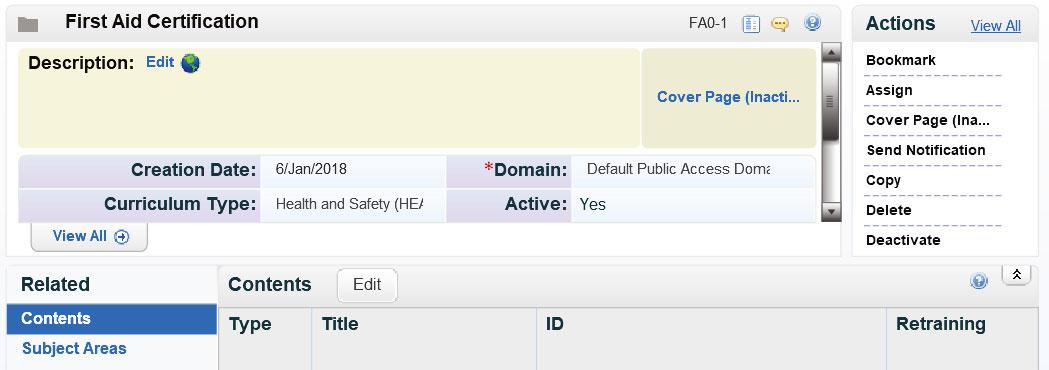 First Aid Certification
FA0-1
Description: Edit
Cover Page (Inacti...
Creation Date: 6/Jan/2018 *Domain: Default Public Access Doma
Curriculum Type: Health and Safety (HEA Active: Yes
View All
Actions View All
Bookmark
Assign
Cover Page (Ina...
Send Notification
Copy
Delete
Deactivate
Related
Contents
Subject Areas
Contents Edit
Type Title ID Retraining